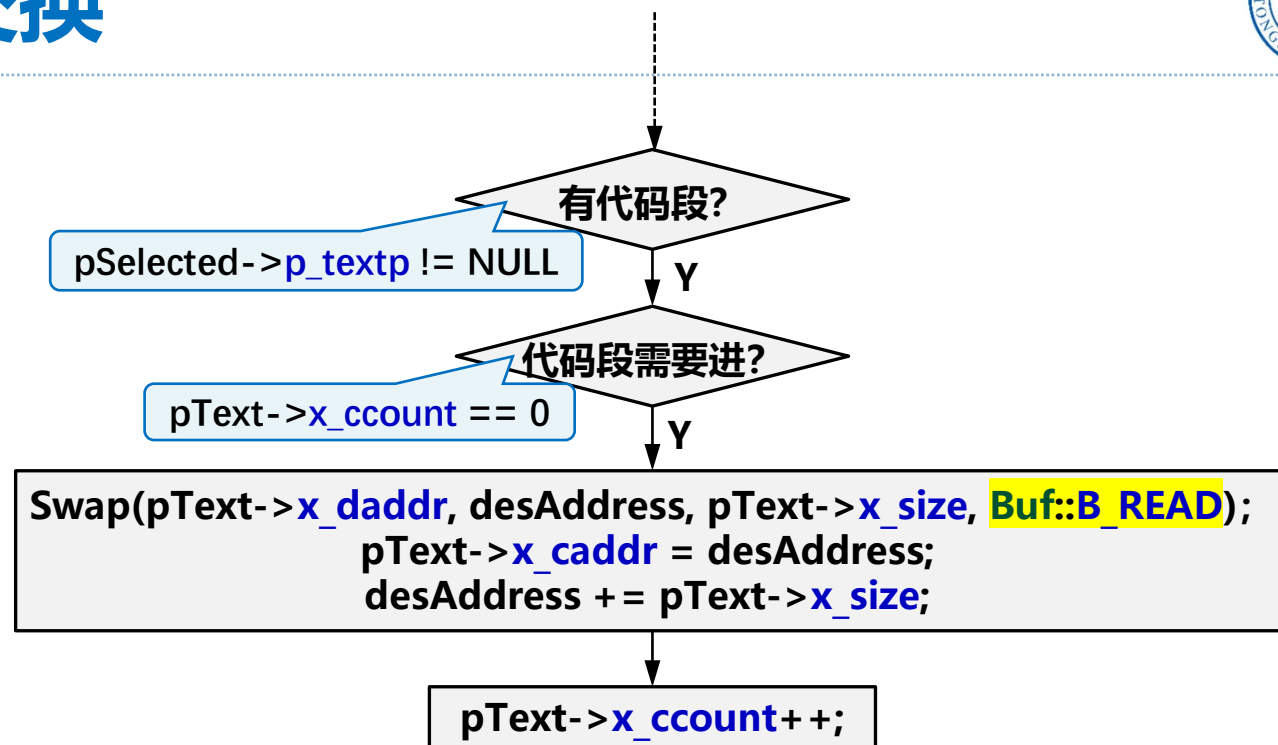 换
有代码段?
pSelected->p_textp != NULL
Y
代码段需要进?
pText->x_ccount == 0
Y
Swap(pText->x_daddr, desAddress, pText->x_size, Buf::B_READ);
pText->x_caddr = desAddress;
desAddress += pText->x_size;
pText->x_ccount++;